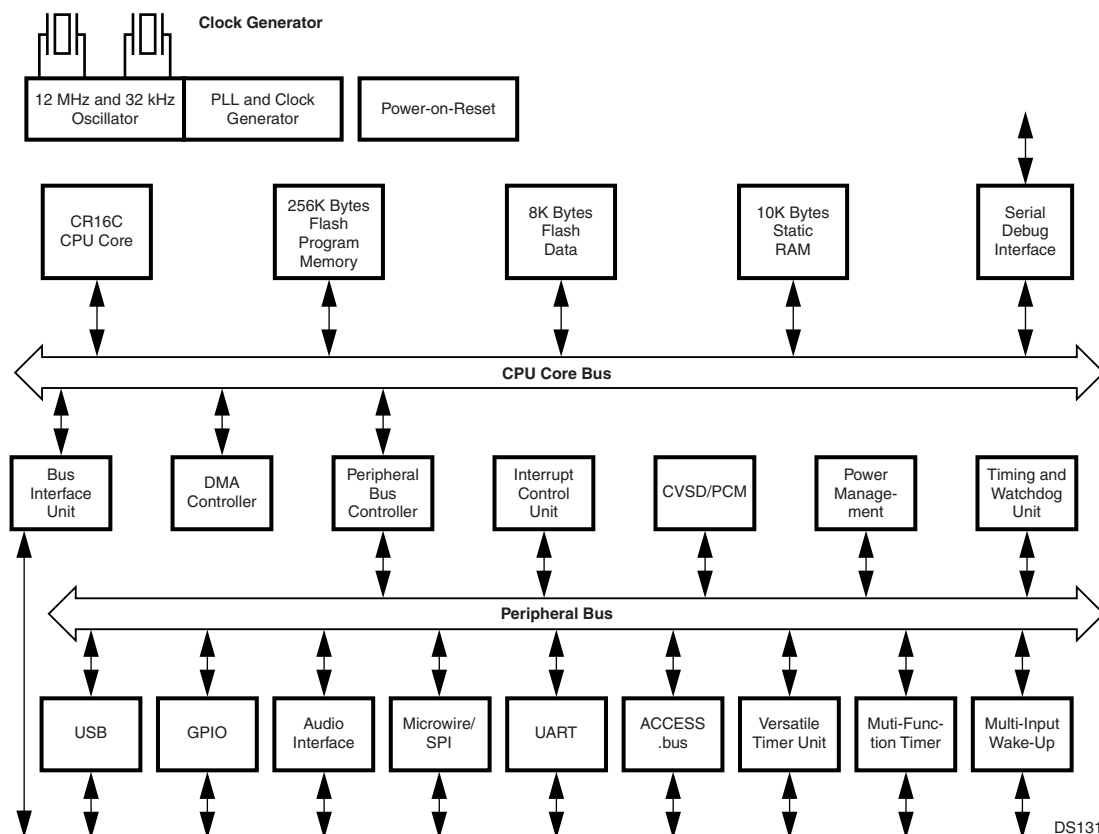 Clock Generator
12 MHz and 32 kHz
Oscillator
PLL and Clock
Generator
Power-on-Reset
CR16C
CPU Core
256K Bytes
Flash
Program
Memory
8K Bytes
Flash
Data
10K Bytes
Static
RAM
Serial
Debug
Interface
CPU Core Bus
Bus
Interface
Unit
DMA
Controller
Peripheral
Bus
Controller
Interrupt
Control
Unit
CVSD/PCM
Power
Manage-
ment
Timing and
Watchdog
Unit
Peripheral Bus
USB
GPIO
Audio
Interface
Microwire/
SPI
UART
ACCESS
.bus
Versatile
Timer Unit
Muti-Func-
tion Timer
Multi-Input
Wake-Up
DS131